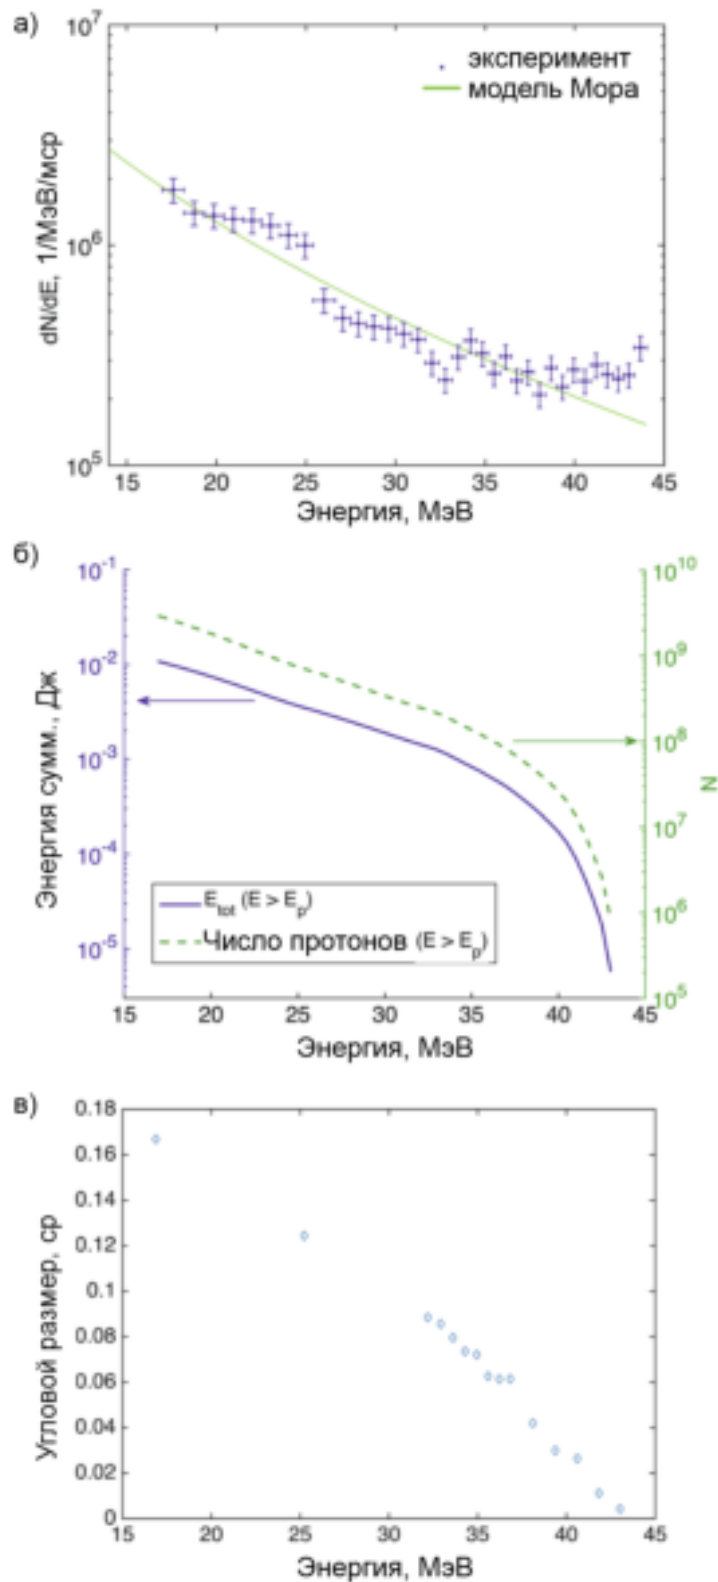 а)
10^7
10^6
10^5
dN/dE, 1/МэВ/мср
эксперимент
модель Мора
15 20 25 30 35 40 45
Энергия, МэВ
б)
10^-1
10^-2
10^-3
10^-4
10^-5
Энергия сумм., Дж
10^10
10^9
10^8
10^7
10^6
10^5
N
E_tot (E > E_p)
Число протонов (E > E_p)
15 20 25 30 35 40 45
Энергия, МэВ
в)
0.18
0.16
0.14
0.12
0.1
0.08
0.06
0.04
0.02
0
Угловой размер, ср
15 20 25 30 35 40 45
Энергия, МэВ